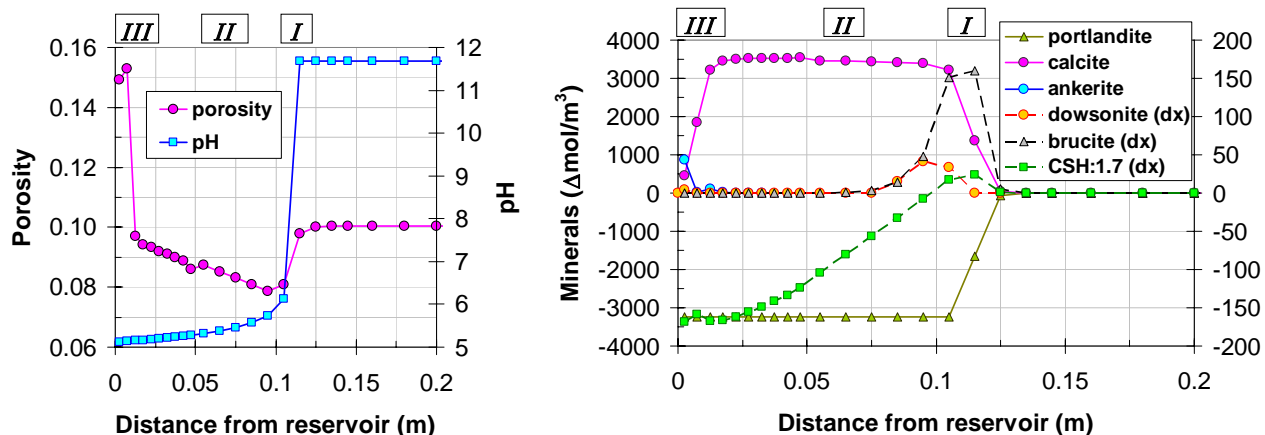 III II I
0.16
0.14
0.12
0.10
0.08
0.06
Porosity
porosity
pH
12
11
10
9
8
7
6
5
pH
0 0.05 0.1 0.15 0.2
Distance from reservoir (m)
III II I
4000
3000
2000
1000
0
-1000
-2000
-3000
-4000
Minerals (Δmol/m³)
portlandite
calcite
ankerite
dowsonite (dx)
brucite (dx)
CSH:1.7 (dx)
200
150
100
50
0
-50
-100
-150
-200
0 0.05 0.1 0.15 0.2
Distance from reservoir (m)